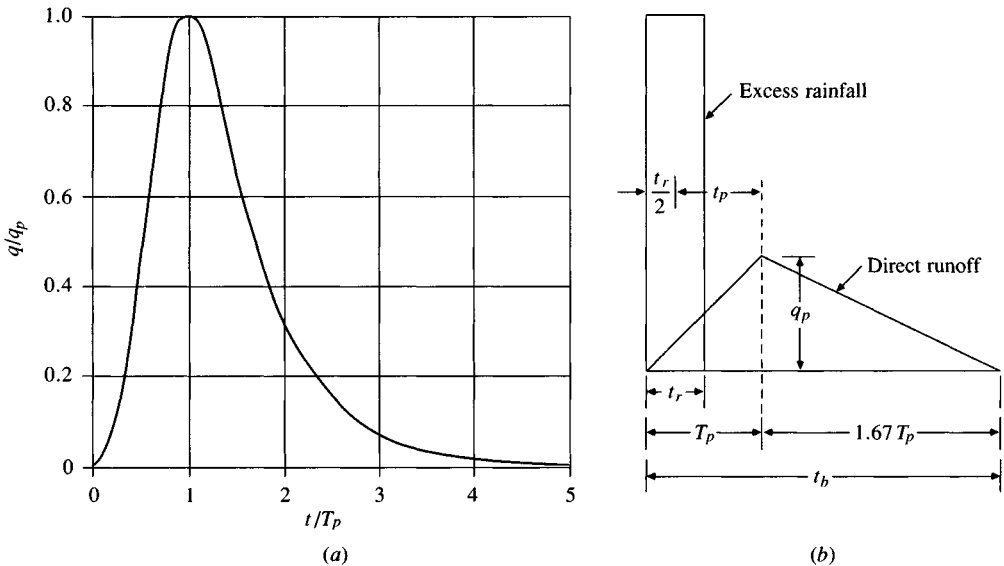 1.0
0.8
0.6
0.4
0.2
0
q/q_p
0 1 2 3 4 5
t/T_p
(a)
Excess rainfall
t_r/2 t_p
Direct runoff
q_p
t_r
T_p 1.67 T_p
t_b
(b)